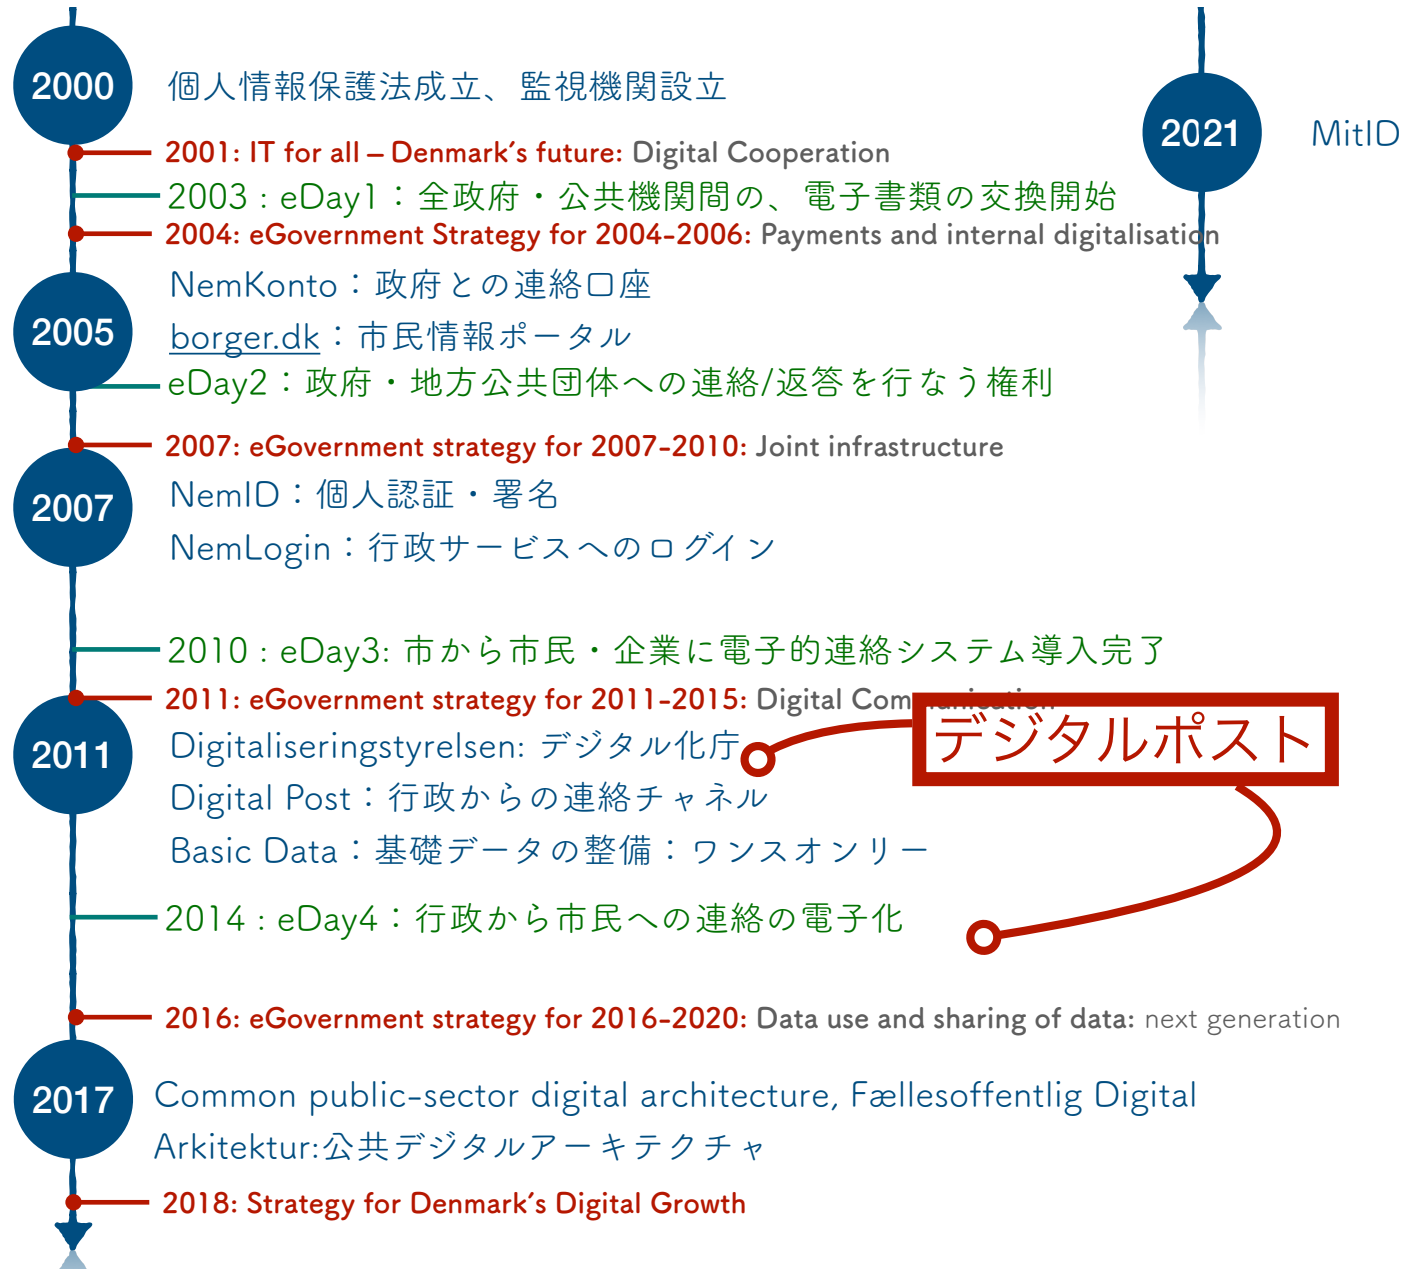 2000
個人情報保護法成立、監視機関設立
2001: IT for all – Denmark's future: Digital Cooperation
2003 : eDay1：全政府・公共機関間の、電子書類の交換開始
2004: eGovernment Strategy for 2004-2006: Payments and internal digitalisation
2005
NemKonto：政府との連絡口座
borger.dk：市民情報ポータル
eDay2：政府・地方公共団体への連絡/返答を行なう権利
2007: eGovernment strategy for 2007-2010: Joint infrastructure
2007
NemID：個人認証・署名
NemLogin：行政サービスへのログイン
2010 : eDay3: 市から市民・企業に電子的連絡システム導入完了
2011: eGovernment strategy for 2011-2015: Digital Communication
デジタルポスト
2011
Digitaliseringstyrelsen: デジタル化庁
Digital Post：行政からの連絡チャネル
Basic Data：基礎データの整備：ワンスオンリー
2014 : eDay4：行政から市民への連絡の電子化
2016: eGovernment strategy for 2016-2020: Data use and sharing of data: next generation
2017
Common public-sector digital architecture, Fællesoffentlig Digital
Arkitektur:公共デジタルアーキテクチャ
2018: Strategy for Denmark's Digital Growth
2021
MitID